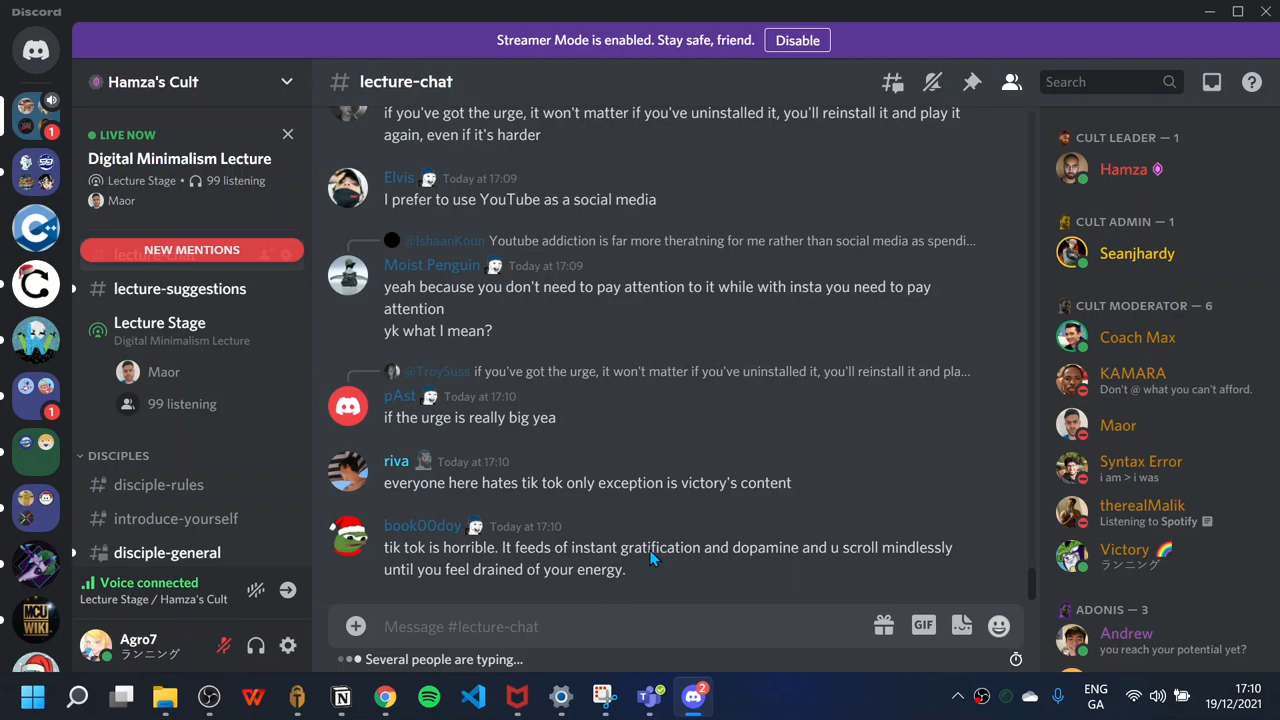 Discord
Streamer Mode is enabled. Stay safe, friend. Disable
Hamza's Cult
LIVE NOW
Digital Minimalism Lecture
Lecture Stage • 99 listening
Maor
NEW MENTIONS
lecture-chat
lecture-suggestions
Lecture Stage
Digital Minimalism Lecture
Maor
99 listening
DISCIPLES
disciple-rules
introduce-yourself
disciple-general
Voice connected
Lecture Stage / Hamza's Cult
Agro7
ランニング
1
1
# lecture-chat
Search
if you've got the urge, it won't matter if you've uninstalled it, you'll reinstall it and play it
again, even if it's harder
Elvis Today at 17:09
I prefer to use YouTube as a social media
@IshaanKoun Youtube addiction is far more theratning for me rather than social media as spendi...
Moist Penguin Today at 17:09
yeah because you don't need to pay attention to it while with insta you need to pay
attention
yk what I mean?
@TroySuss if you've got the urge, it won't matter if you've uninstalled it, you'll reinstall it and pla...
pAst Today at 17:10
if the urge is really big yea
riva Today at 17:10
everyone here hates tik tok only exception is victory's content
book00doy Today at 17:10
tik tok is horrible. It feeds of instant gratification and dopamine and u scroll mindlessly
until you feel drained of your energy.
Message #lecture-chat
GIF
Several people are typing...
CULT LEADER — 1
Hamza
CULT ADMIN — 1
Seanjhardy
CULT MODERATOR — 6
Coach Max
KAMARA
Don't @ what you can't afford.
Maor
Syntax Error
i am > i was
therealMalik
Listening to Spotify
Victory
ランニング
ADONIS — 3
Andrew
you reach your potential yet?
MCU
WIKI
2
ENG
GA
17:10
19/12/2021